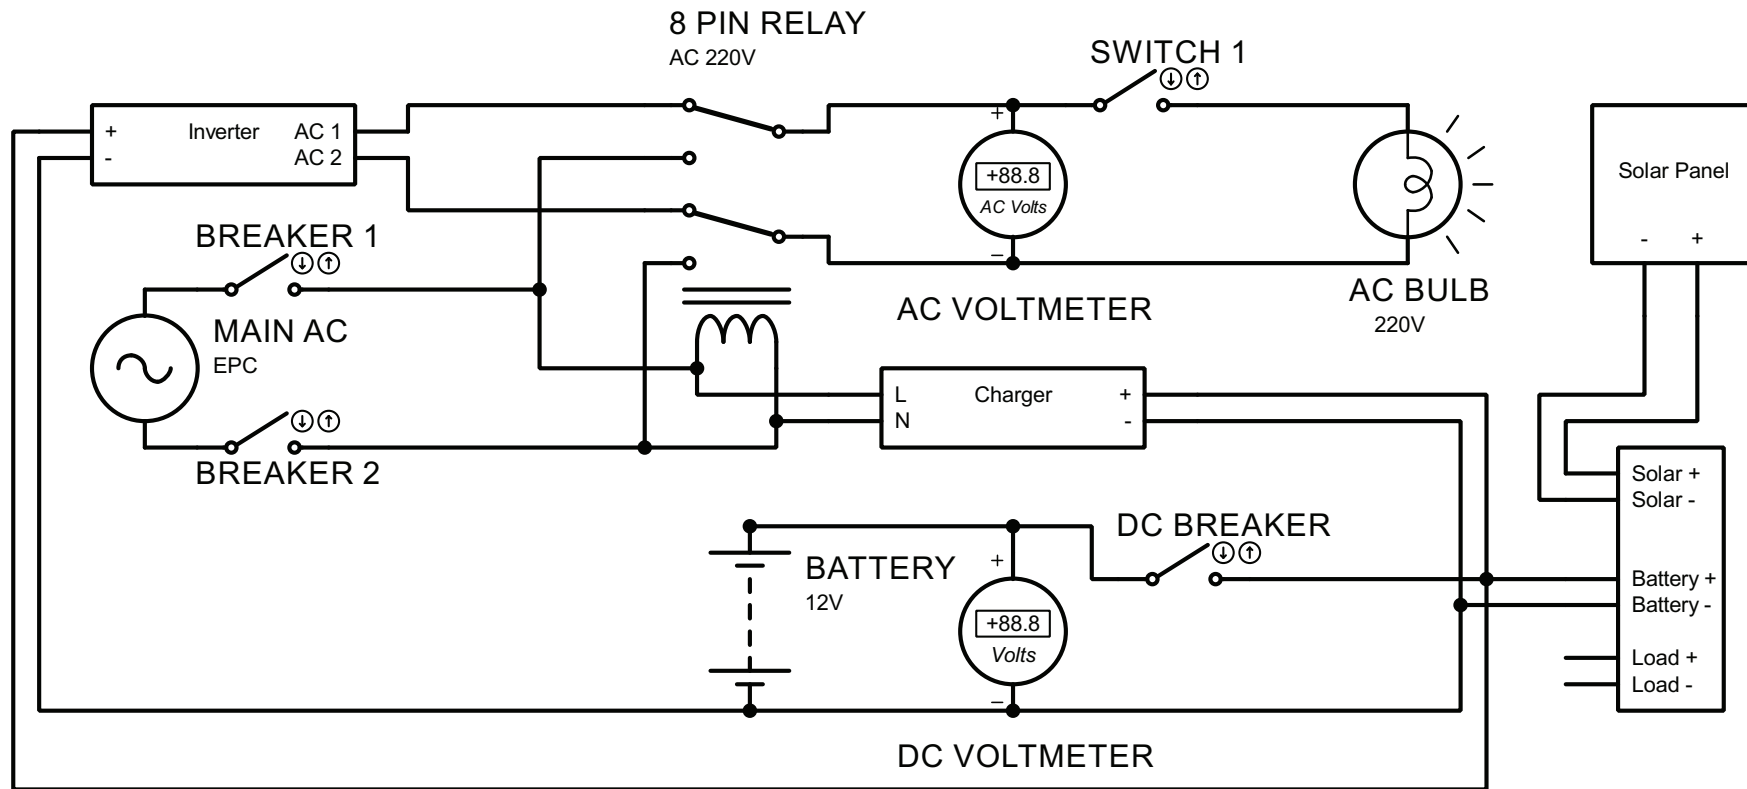 8 PIN RELAY
AC 220V
SWITCH 1
+ Inverter AC 1
- AC 2
+
+88.8
AC Volts
−
Solar Panel
- +
BREAKER 1
MAIN AC
EPC
BREAKER 2
AC VOLTMETER
AC BULB
220V
L Charger +
N -
Solar +
Solar -
DC BREAKER
BATTERY
12V
+
+88.8
Volts
−
Battery +
Battery -
Load +
Load -
DC VOLTMETER